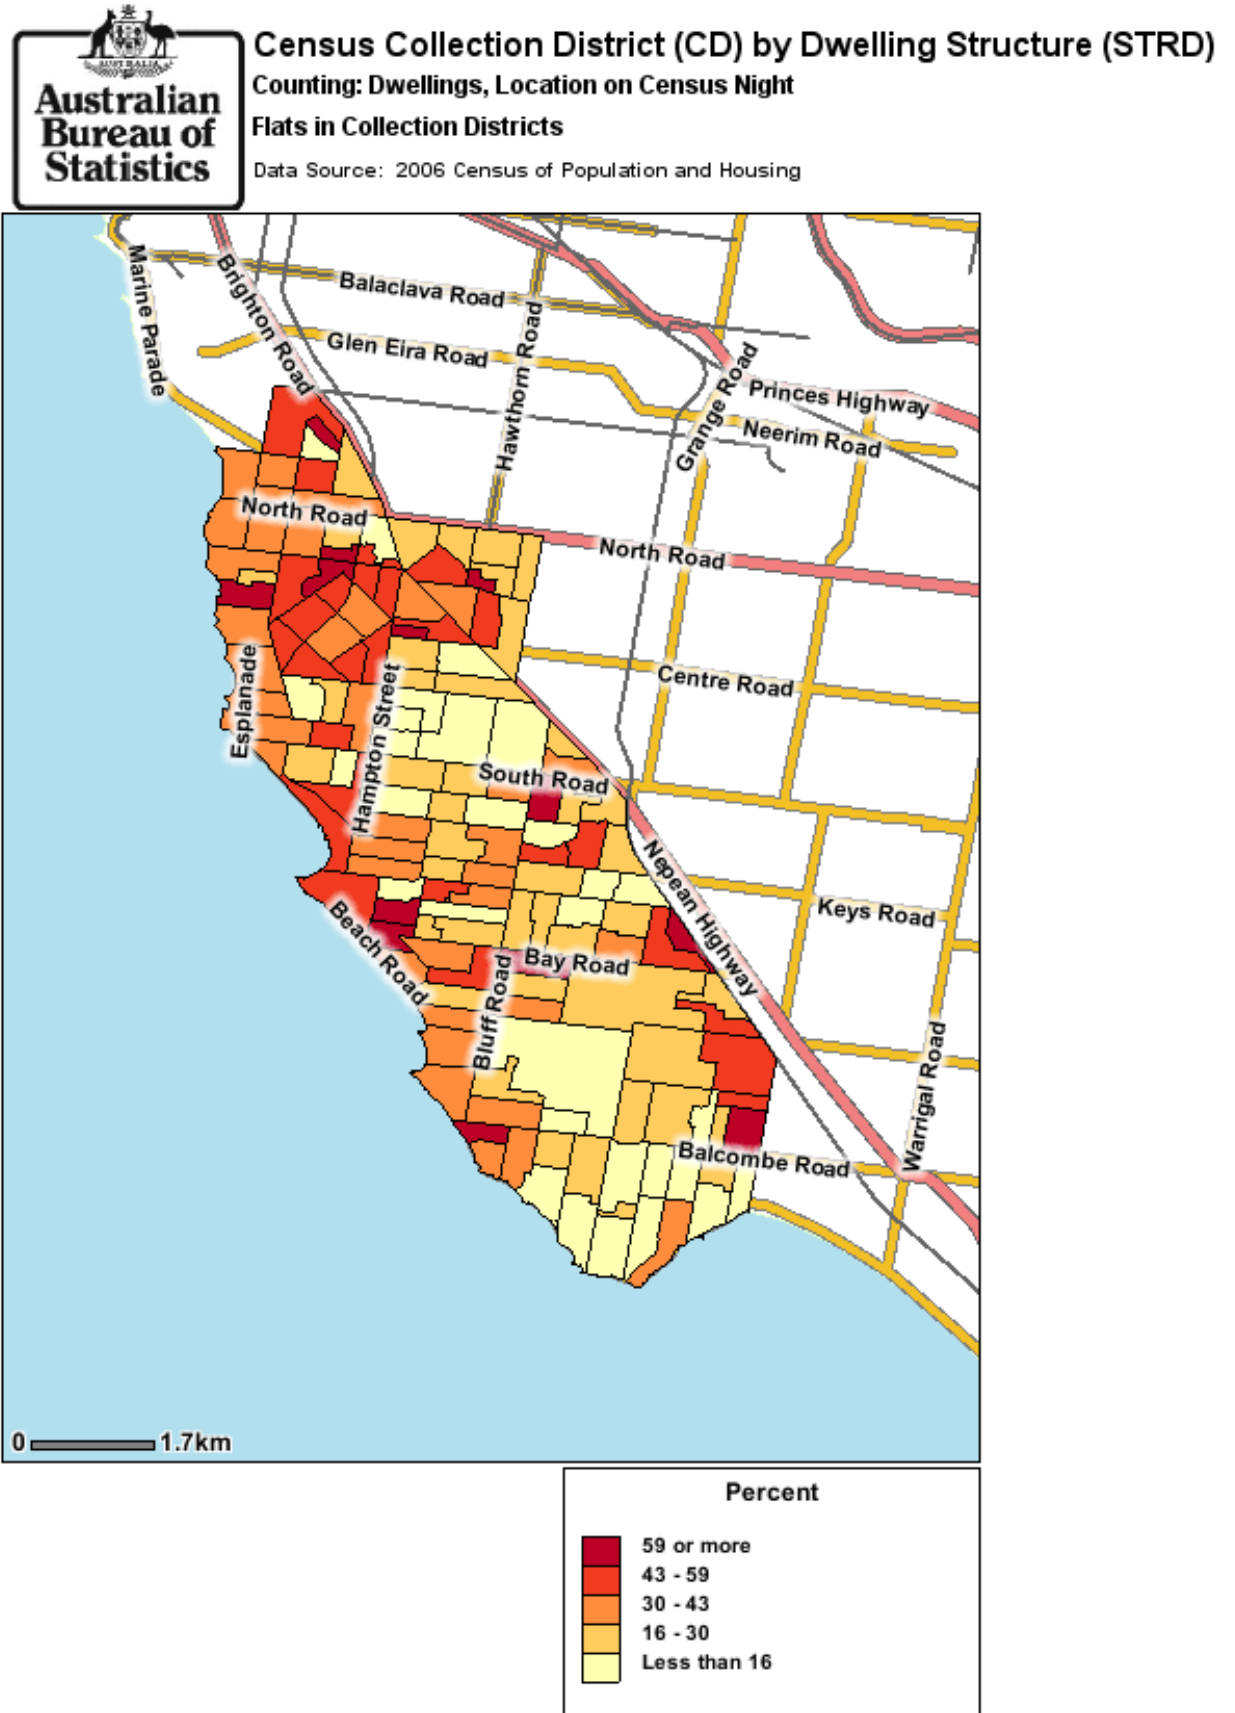 AUSTRALIA
Australian
Bureau of
Statistics
Census Collection District (CD) by Dwelling Structure (STRD)
Counting: Dwellings, Location on Census Night
Flats in Collection Districts
Data Source: 2006 Census of Population and Housing
Marine Parade
Brighton Road
Balaclava Road
Glen Eira Road
Hawthorn Road
Grange Road
Princes Highway
Neerim Road
North Road
North Road
Centre Road
Esplanade
Hampton Street
South Road
Nepean Highway
Keys Road
Beach Road
Bluff Road
Bay Road
Warrigal Road
Balcombe Road
0 1.7km
Percent
59 or more
43 - 59
30 - 43
16 - 30
Less than 16